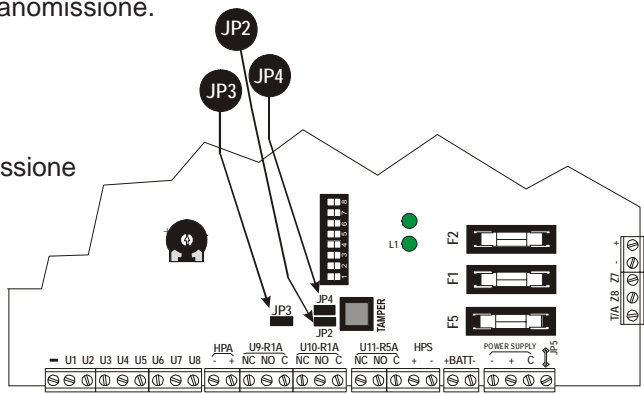 anomissione.
JP2
JP3
JP4
ssione
1 2 3 4 5 6 7 8
L1
F2
F1
F5
+
-
Z7
Z8
T/A
JP3
JP4
JP2
TAMPER
JP5
- U1 U2 U3 U4 U5 U6 U7 U8
HPA
- +
U9-R1A
NC NO C
U10-R1A
NC NO C
U11-R5A
NC NO C
HPS
+ -
+BATT-
POWER SUPPLY
- + C